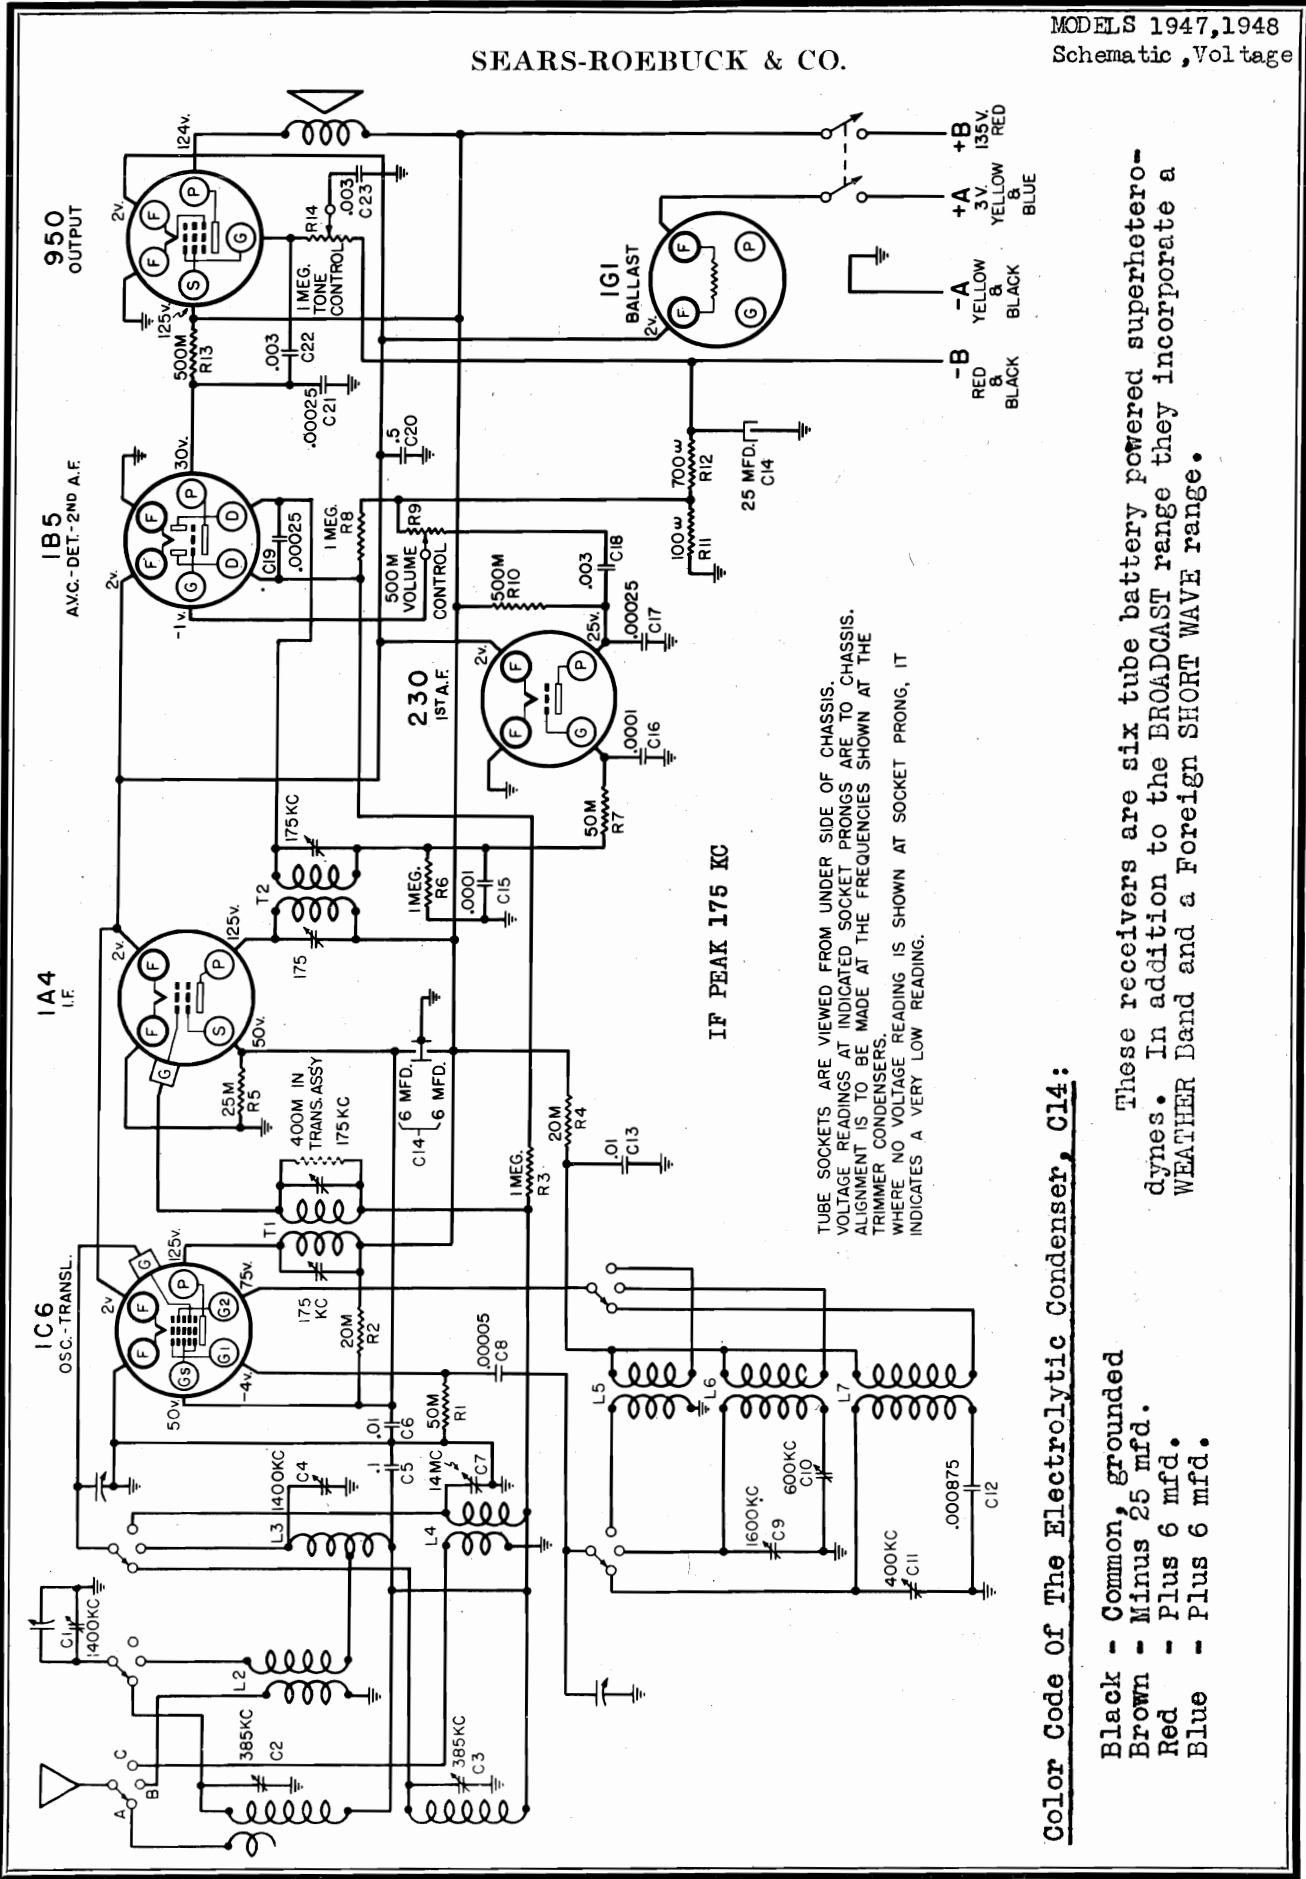 MODELS 1947,1948
Schematic ,Voltage
SEARS-ROEBUCK & CO.
1C6
OSC.-TRANSL.
1A4
I.F.
1B5
A.V.C.-DET.-2ND A.F.
950
OUTPUT
230
1ST A.F.
1G1
BALLAST
A
B
C
C1
1400KC
L2
385KC
C2
385KC
C3
L3
1400KC
C4
L4
14MC
C7
.1
C5
.01
C6
50M
R1
.00005
C8
2v
F
F
G
P
G2
G1
GS
125v.
75v.
-4v.
50v.
175
KC
20M
R2
T1
400M IN
TRANS. ASSY
175KC
25M
R5
2v.
F
F
G
P
S
125v.
50v.
175
T2
175KC
C14
6 MFD.
6 MFD.
1 MEG.
R3
20M
R4
.01
C13
1 MEG.
R6
.0001
C15
50M
R7
.0001
C16
.00025
C17
25v.
2v.
F
F
G
P
500M
R10
.003
C18
500M
VOLUME
CONTROL
R9
1 MEG.
R8
C19
.00025
2v.
-1v.
30v.
F
F
G
P
D
D
.5
C20
.00025
C21
.003
C22
500M
R13
125v.
2v.
124v.
F
F
S
P
G
R14
1 MEG.
TONE
CONTROL
.003
C23
100ω
R11
700ω
R12
25 MFD.
C14
2v.
F
F
G
P
-B
RED
&
BLACK
-A
YELLOW
&
BLACK
+A
3V.
YELLOW
&
BLUE
+B
135V.
RED
L5
L6
L7
1600KC
C9
600KC
C10
400KC
C11
.000875
C12
IF PEAK 175 KC
TUBE SOCKETS ARE VIEWED FROM UNDER SIDE OF CHASSIS.
VOLTAGE READINGS AT INDICATED SOCKET PRONGS ARE TO CHASSIS.
ALIGNMENT IS TO BE MADE AT THE FREQUENCIES SHOWN AT THE
TRIMMER CONDENSERS.
WHERE NO VOLTAGE READING IS SHOWN AT SOCKET PRONG, IT
INDICATES A VERY LOW READING.
Color Code Of The Electrolytic Condenser, C14:
Black - Common, grounded
Brown - Minus 25 mfd.
Red - Plus 6 mfd.
Blue - Plus 6 mfd.
These receivers are six tube battery powered superhetero-
dynes. In addition to the BROADCAST range they incorporate a
WEATHER Band and a Foreign SHORT WAVE range.